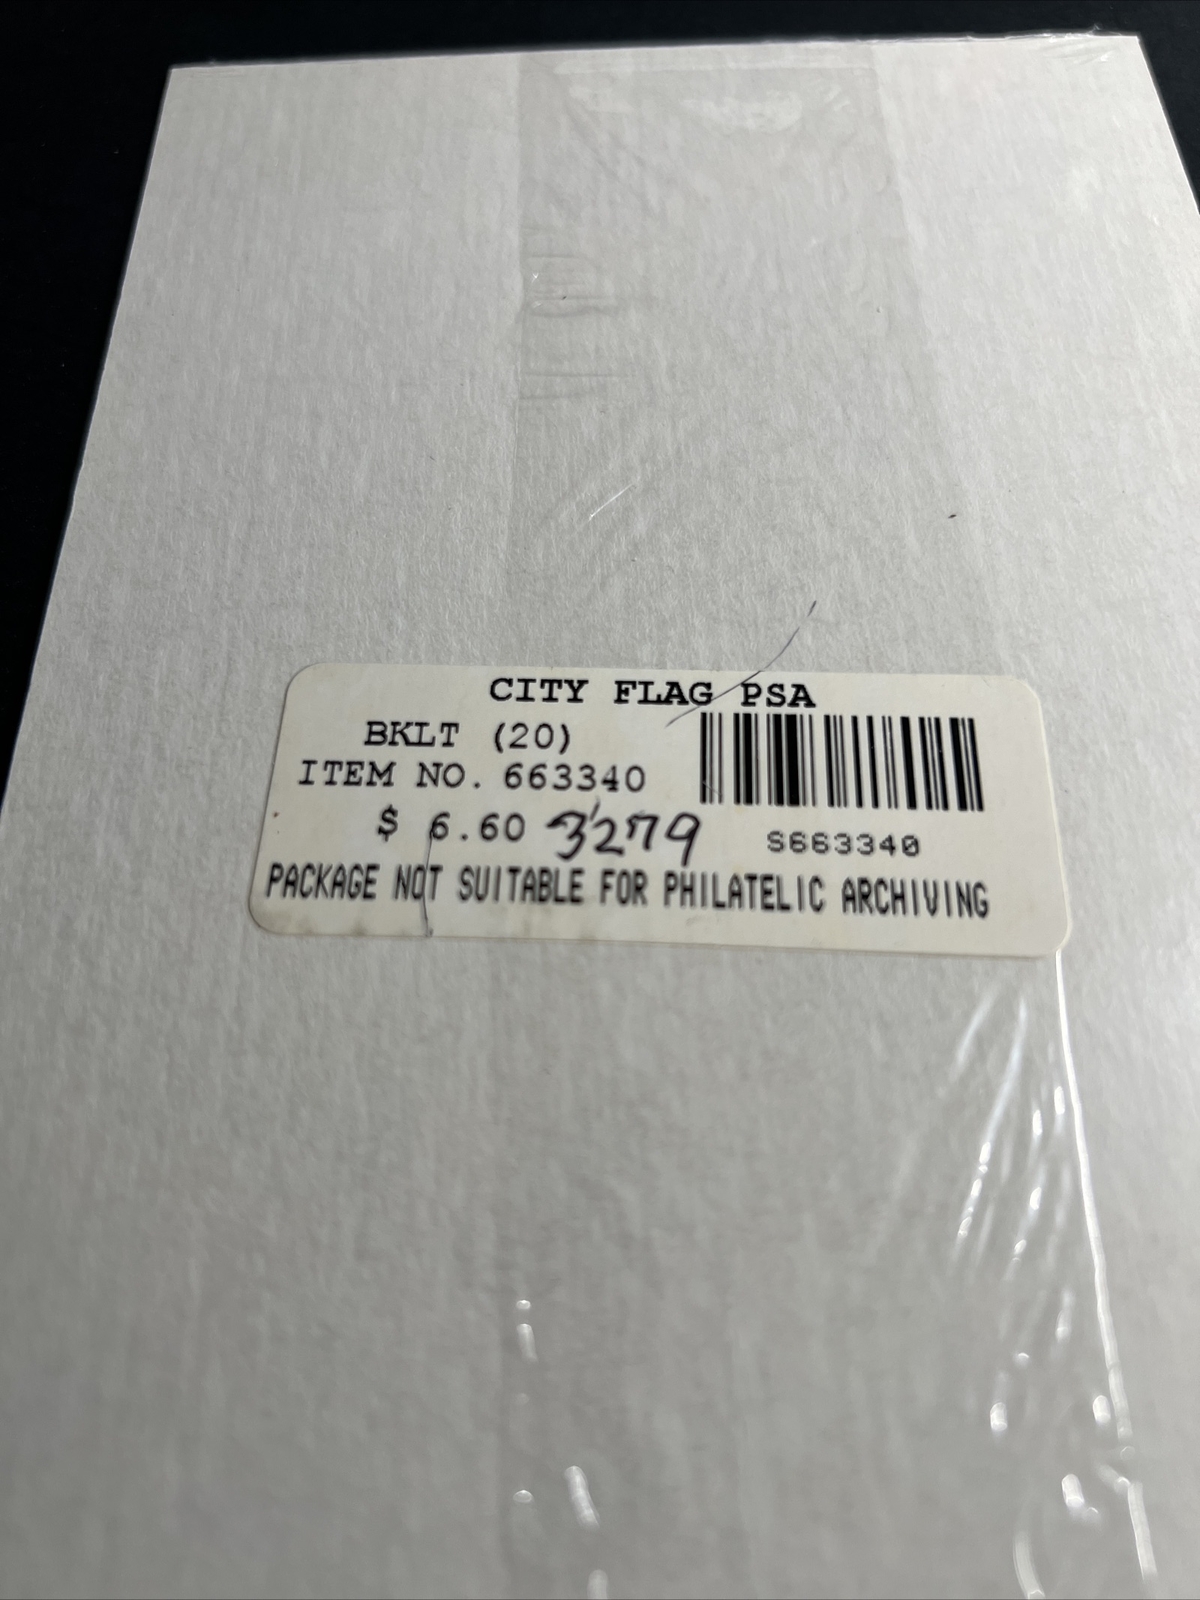 CITY FLAG PSA
BKLT (20)
ITEM NO. 663340
$ 6.60 3279
S663340
PACKAGE NOT SUITABLE FOR PHILATELIC ARCHIVING